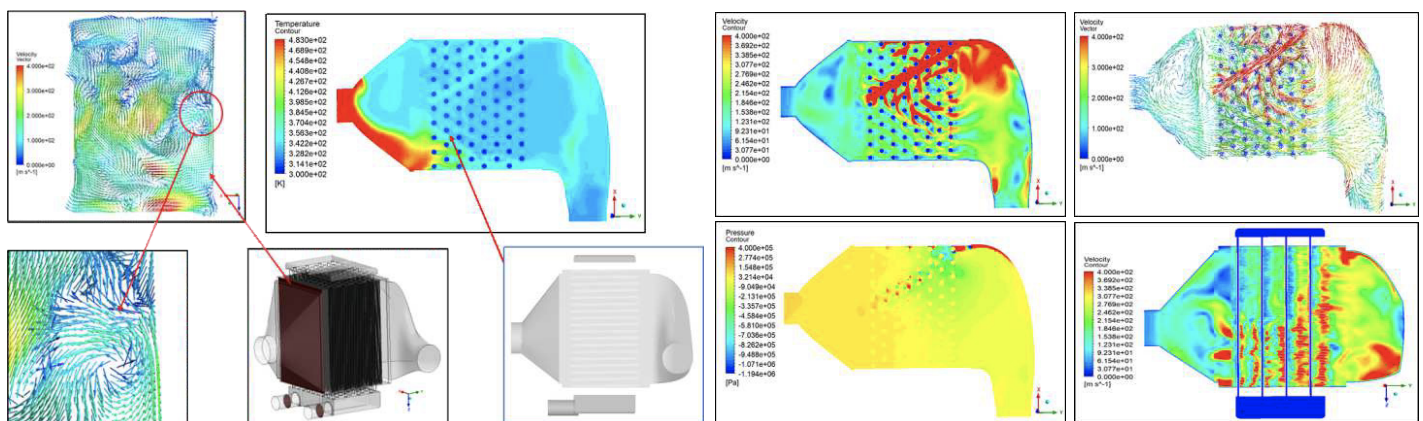 Velocity
Vector
4.000e+02
3.000e+02
2.000e+02
1.000e+02
0.000e+00
[m s^-1]
Temperature
Contour
4.830e+02
4.689e+02
4.548e+02
4.408e+02
4.267e+02
4.126e+02
3.985e+02
3.845e+02
3.704e+02
3.563e+02
3.422e+02
3.282e+02
3.141e+02
3.000e+02
[K]
X
Y
Velocity
Contour
4.000e+02
3.692e+02
3.385e+02
3.077e+02
2.769e+02
2.462e+02
2.154e+02
1.846e+02
1.538e+02
1.231e+02
9.231e+01
6.154e+01
3.077e+01
0.000e+00
[m s^-1]
X
Y
Velocity
Vector
4.000e+02
3.000e+02
2.000e+02
1.000e+02
0.000e+00
[m s^-1]
X
Y
Pressure
Contour
4.000e+05
2.774e+05
1.548e+05
3.214e+04
-9.049e+04
-2.131e+05
-3.357e+05
-4.584e+05
-5.810e+05
-7.036e+05
-8.262e+05
-9.488e+05
-1.071e+06
-1.194e+06
[Pa]
X
Y
Velocity
Contour
4.000e+02
3.692e+02
3.385e+02
3.077e+02
2.769e+02
2.462e+02
2.154e+02
1.846e+02
1.538e+02
1.231e+02
9.231e+01
6.154e+01
3.077e+01
0.000e+00
[m s^-1]
Y